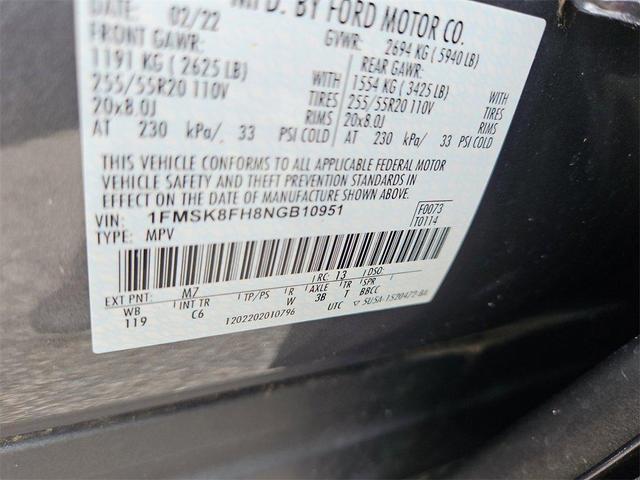 MFD. BY FORD MOTOR CO.
DATE: 02/22 GVWR: 2694 KG ( 5940 LB)
FRONT GAWR: REAR GAWR:
1191 KG ( 2625 LB) WITH 1554 KG ( 3425 LB) WITH
255/55R20 110V TIRES 255/55R20 110V TIRES
20x8.0J RIMS 20x8.0J RIMS
AT 230 kPa/ 33 PSI COLD AT 230 kPa/ 33 PSI COLD
THIS VEHICLE CONFORMS TO ALL APPLICABLE FEDERAL MOTOR
VEHICLE SAFETY AND THEFT PREVENTION STANDARDS IN
EFFECT ON THE DATE OF MANUFACTURE SHOWN ABOVE.
VIN: 1FMSK8FH8NGB10951 F0073
TYPE: MPV T0114
EXT PNT: M7 RC: 13 DSO:
WB INT TR TP/PS R AXLE TR SPR
119 C6 W 3B T BBCC
1202202010796 UTC ▽ 5U5A-1520472-BA